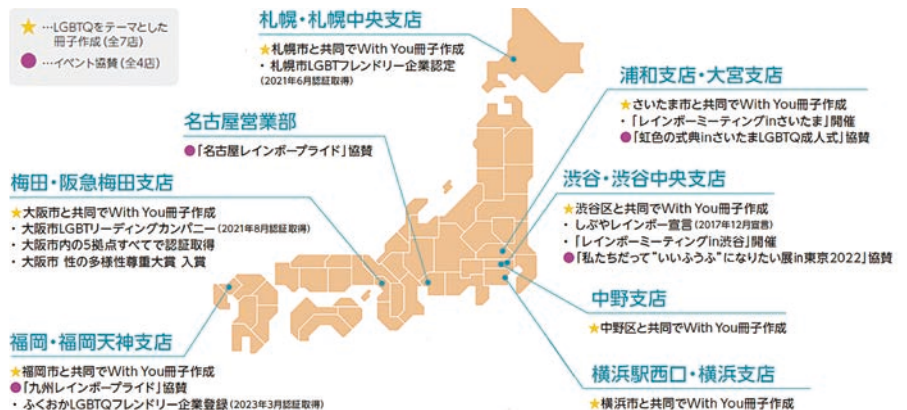 ★…LGBTQをテーマとした
冊子作成(全7店)
●…イベント協賛(全4店)
札幌・札幌中央支店
★札幌市と共同でWith You冊子作成
・札幌市LGBTフレンドリー企業認定
(2021年6月認証取得)
浦和支店・大宮支店
★さいたま市と共同でWith You冊子作成
・「レインボーミーティングinさいたま」開催
●「虹色の式典inさいたまLGBTQ成人式」協賛
名古屋営業部
●「名古屋レインボープライド」協賛
梅田・阪急梅田支店
★大阪市と共同でWith You冊子作成
・大阪市LGBTリーディングカンパニー(2021年8月認証取得)
・大阪市内の5拠点すべてで認証取得
・大阪市 性の多様性尊重大賞 入賞
渋谷・渋谷中央支店
★渋谷区と共同でWith You冊子作成
・しぶやレインボー宣言(2017年12月宣言)
・「レインボーミーティングin渋谷」開催
●「私たちだって"いいふうふ"になりたい展in東京2022」協賛
中野支店
★中野区と共同でWith You冊子作成
福岡・福岡天神支店
★福岡市と共同でWith You冊子作成
●「九州レインボープライド」協賛
・ふくおかLGBTQフレンドリー企業登録(2023年3月認証取得)
横浜駅西口・横浜支店
★横浜市と共同でWith You冊子作成